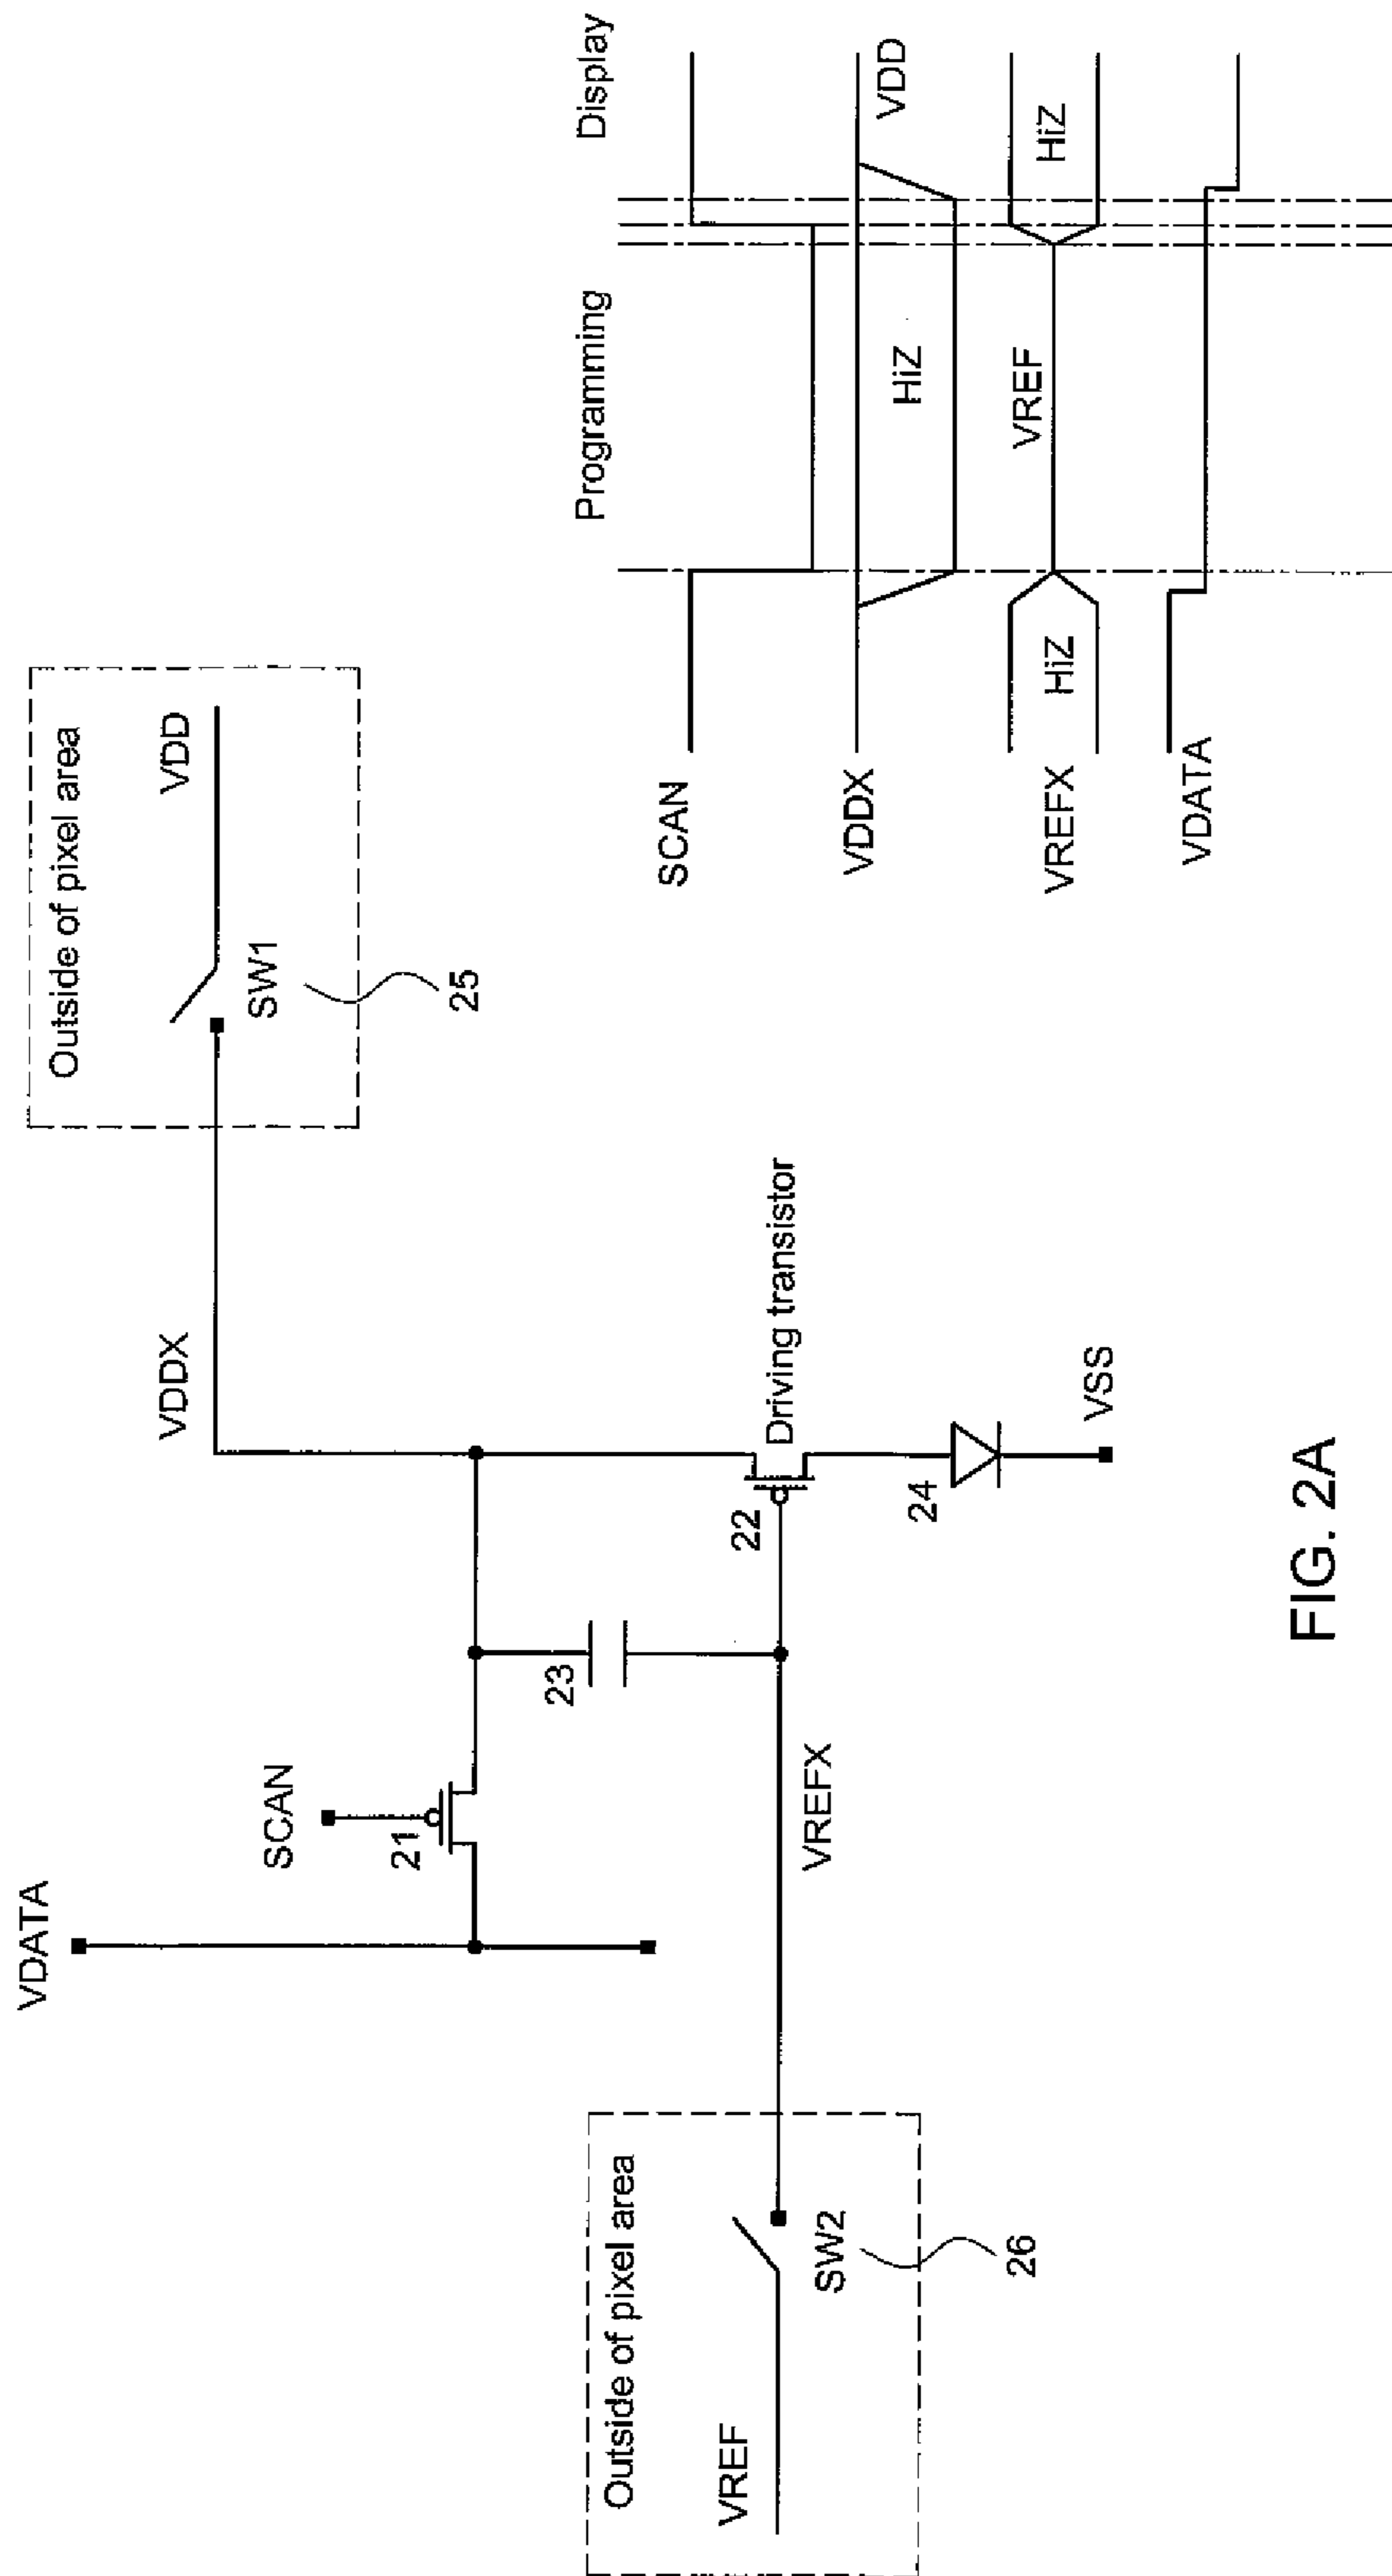 Outside of pixel area
VDD
SW1
25
VDDX
VDATA
SCAN
21
23
22
Driving transistor
24
VSS
VREFX
Outside of pixel area
VREF
SW2
26
Programming
Display
SCAN
VDDX
HiZ
VDD
VREFX
HiZ
VREF
HiZ
VDATA
FIG. 2A